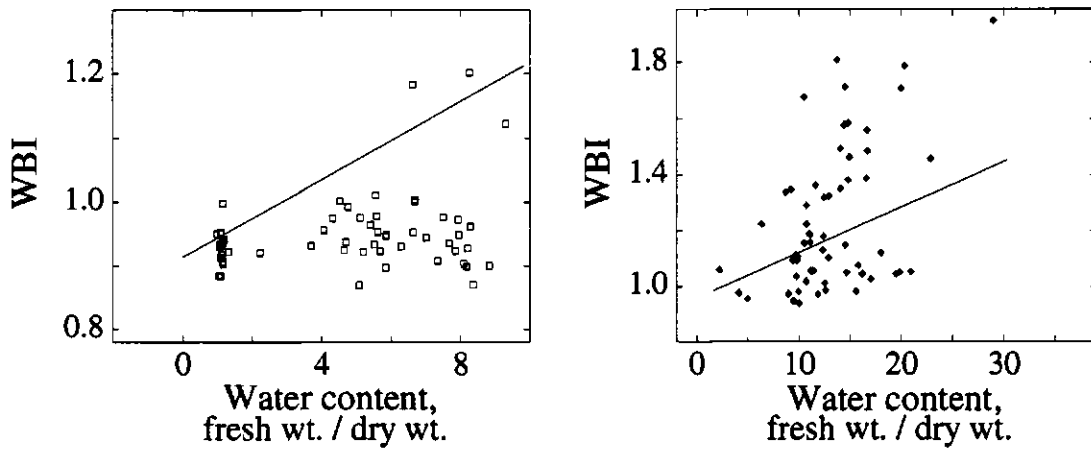 WBI
1.2
1.0
0.8
0
4
8
Water content,
fresh wt. / dry wt.
WBI
1.8
1.4
1.0
0
10
20
30
Water content,
fresh wt. / dry wt.